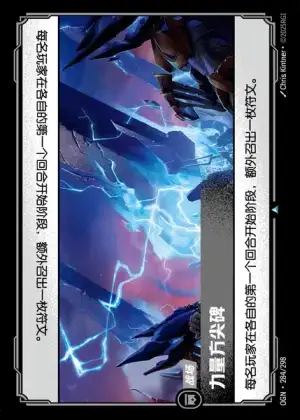 每名玩家在各自的第一个回合开始阶段，额外召出一枚符文。
战场
力量方尖碑
每名玩家在各自的第一个回合开始阶段，额外召出一枚符文。
OGN • 284/298
Chris Kintner • ©2025RGI